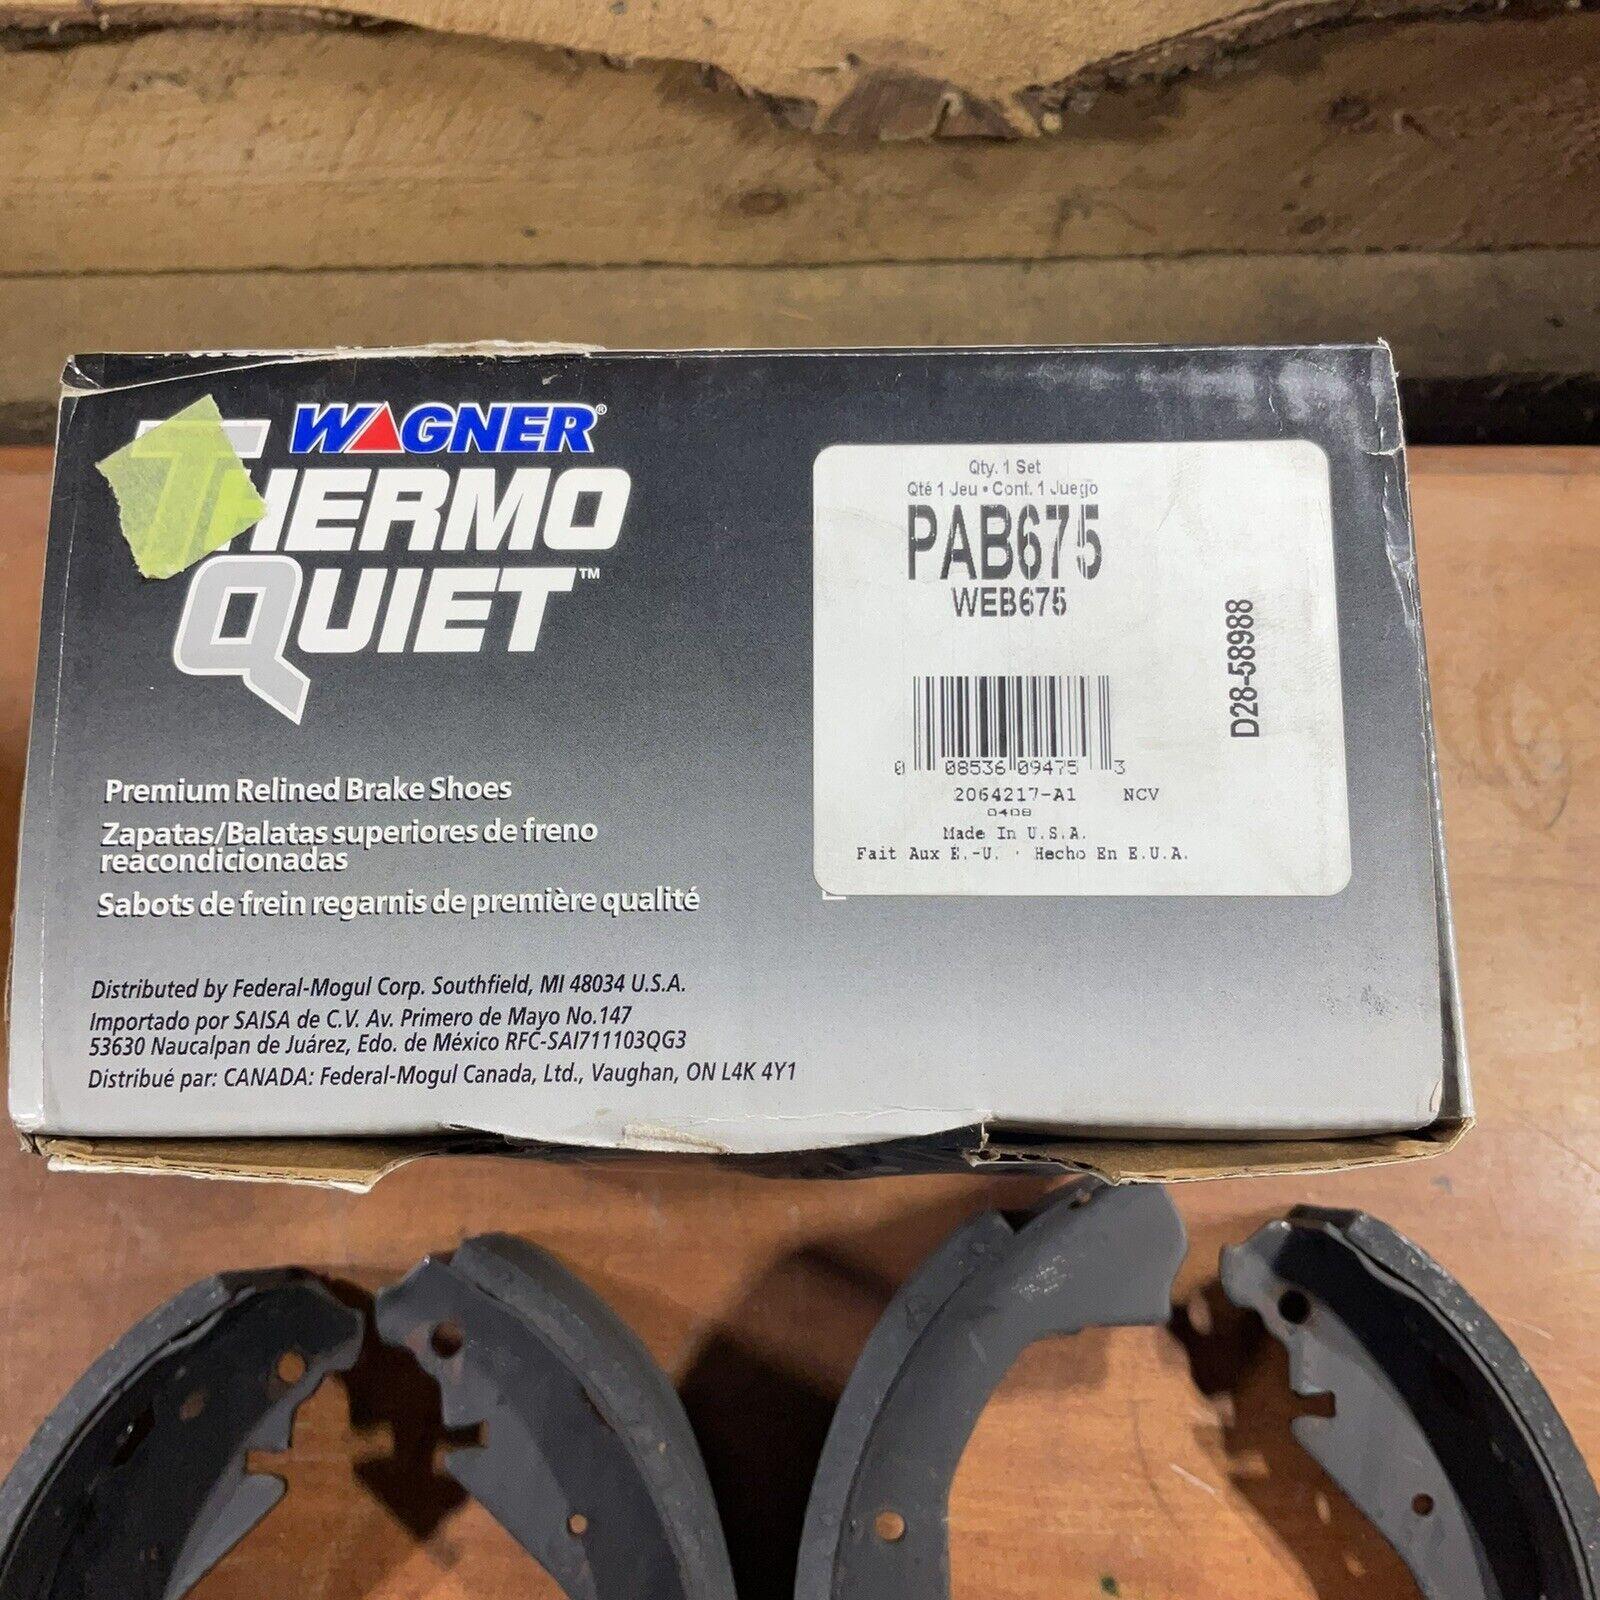 WAGNER®
THERMO
QUIET™
Premium Relined Brake Shoes
Zapatas/Balatas superiores de freno
reacondicionadas
Sabots de frein regarnis de première qualité
Distributed by Federal-Mogul Corp. Southfield, MI 48034 U.S.A.
Importado por SAISA de C.V. Av. Primero de Mayo No.147
53630 Naucalpan de Juárez, Edo. de México RFC-SAI711103QG3
Distribué par: CANADA: Federal-Mogul Canada, Ltd., Vaughan, ON L4K 4Y1
Qty. 1 Set
Qté 1 Jeu • Cont. 1 Juego
PAB675
WEB675
0 08536 09475 3
2064217-A1 NCV
0408
Made In U.S.A.
Fait Aux E.-U. · Hecho En E.U.A.
D28-58988